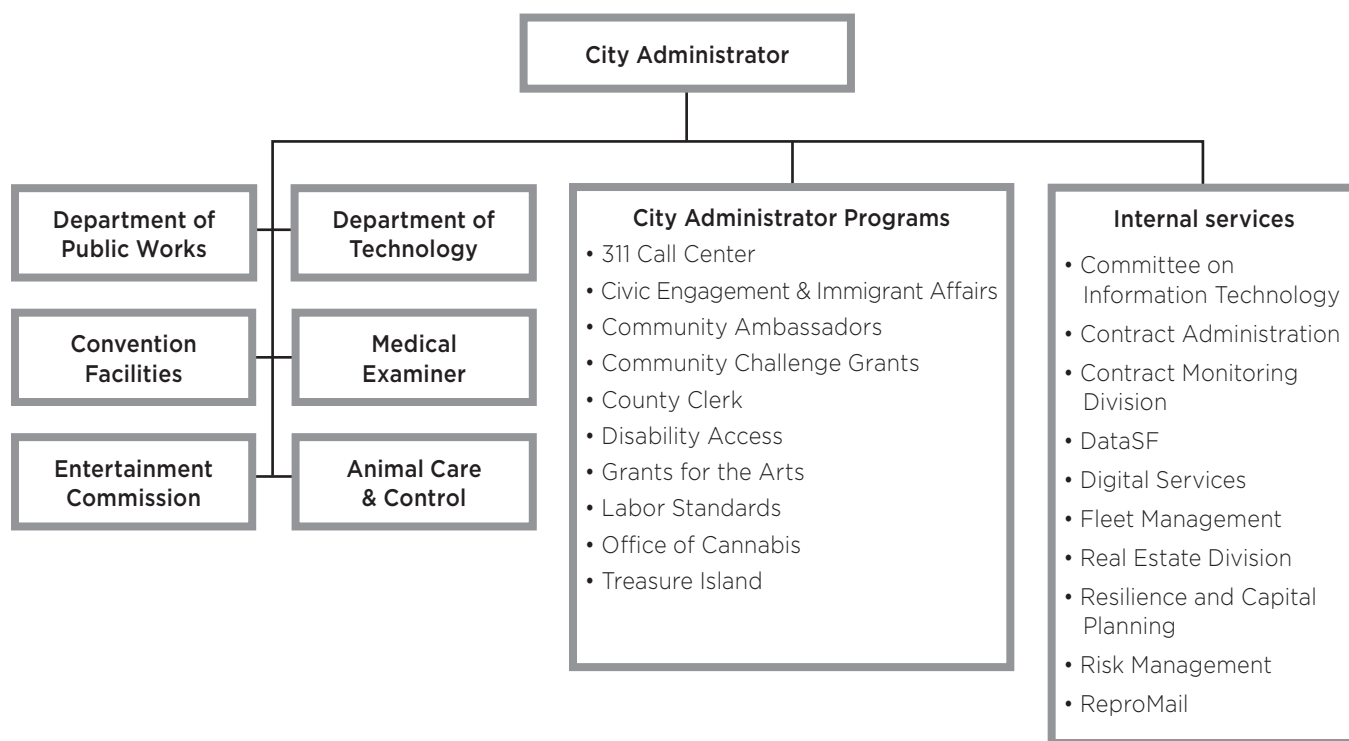 City Administrator
Department of
Public Works
Department of
Technology
Convention
Facilities
Medical
Examiner
Entertainment
Commission
Animal Care
& Control
City Administrator Programs
• 311 Call Center
• Civic Engagement & Immigrant Affairs
• Community Ambassadors
• Community Challenge Grants
• County Clerk
• Disability Access
• Grants for the Arts
• Labor Standards
• Office of Cannabis
• Treasure Island
Internal services
• Committee on
Information Technology
• Contract Administration
• Contract Monitoring
Division
• DataSF
• Digital Services
• Fleet Management
• Real Estate Division
• Resilience and Capital
Planning
• Risk Management
• ReproMail